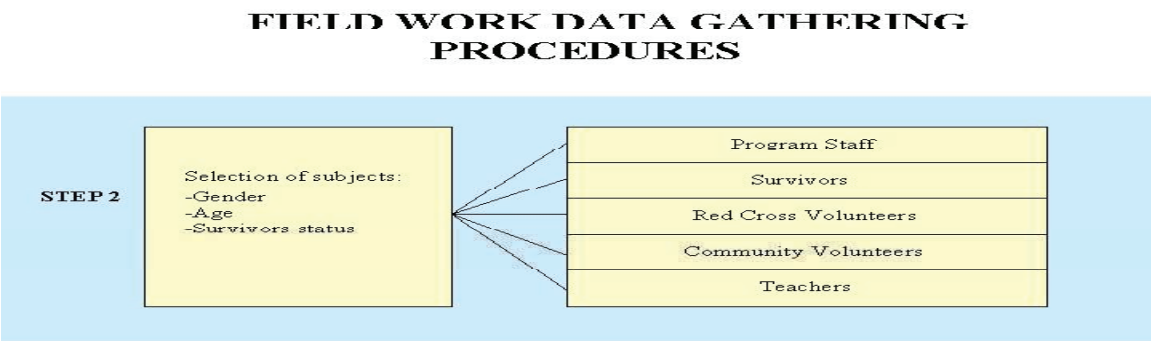 FIELD WORK DATA GATHERING
PROCEDURES
STEP 2
Selection of subjects:
-Gender
-Age
-Survivors status
Program Staff
Survivors
Red Cross Volunteers
Community Volunteers
Teachers